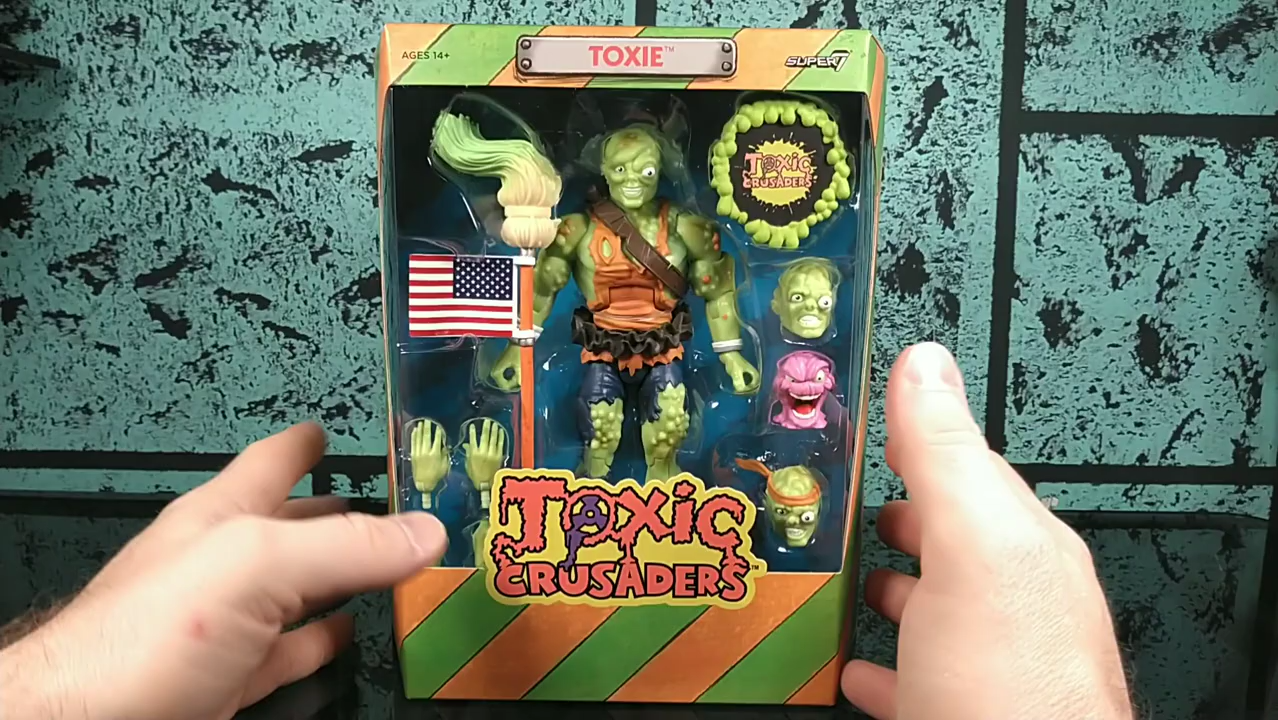 AGES 14+
TOXIE™
SUPER7
TOXIC
CRUSADERS
TOXIC
CRUSADERS™